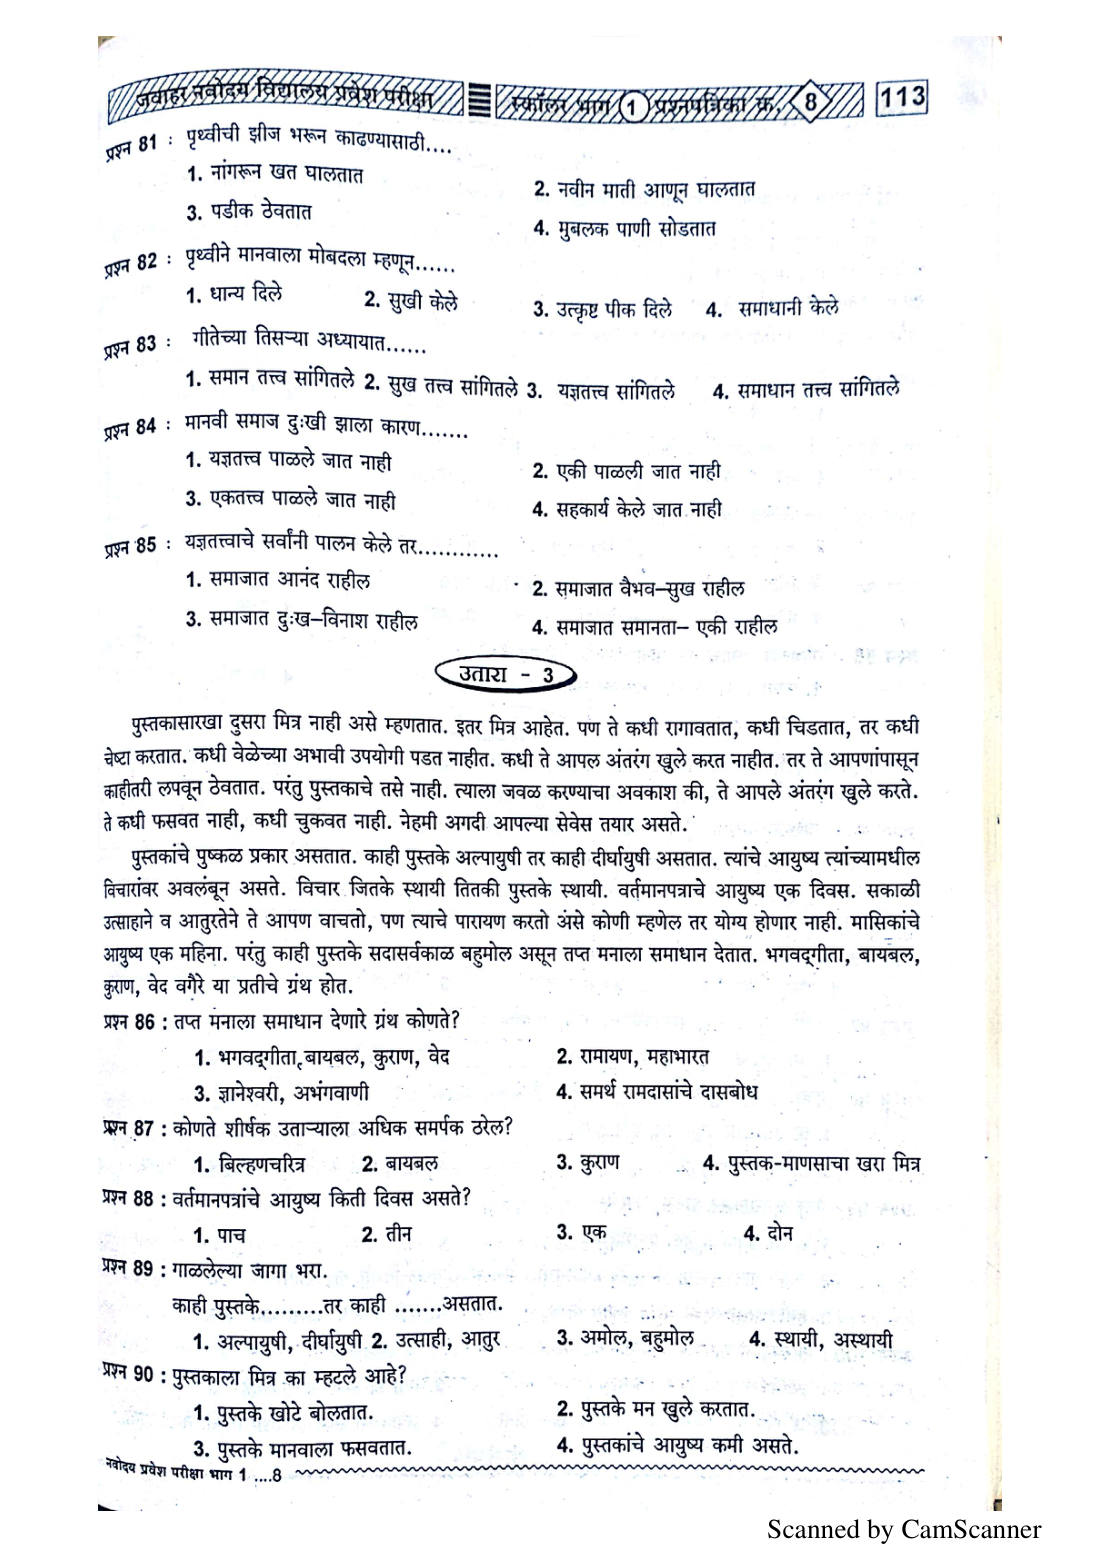 जवाहर नवोदय विद्यालय प्रवेश परीक्षा स्कॉलर भाग 1 प्रश्नपत्रिका क्र. 8 113
प्रश्न 81 : पृथ्वीची झीज भरून काढण्यासाठी....
1. नांगरून खत घालतात 2. नवीन माती आणून घालतात
3. पडीक ठेवतात 4. मुबलक पाणी सोडतात
प्रश्न 82 : पृथ्वीने मानवाला मोबदला म्हणून......
1. धान्य दिले 2. सुखी केले 3. उत्कृष्ट पीक दिले 4. समाधानी केले
प्रश्न 83 : गीतेच्या तिसऱ्या अध्यायात......
1. समान तत्त्व सांगितले 2. सुख तत्त्व सांगितले 3. यज्ञतत्त्व सांगितले 4. समाधान तत्त्व सांगितले
प्रश्न 84 : मानवी समाज दुःखी झाला कारण.......
1. यज्ञतत्त्व पाळले जात नाही 2. एकी पाळली जात नाही
3. एकतत्त्व पाळले जात नाही 4. सहकार्य केले जात नाही
प्रश्न 85 : यज्ञतत्त्वाचे सर्वांनी पालन केले तर............
1. समाजात आनंद राहील 2. समाजात वैभव–सुख राहील
3. समाजात दुःख–विनाश राहील 4. समाजात समानता– एकी राहील
उतारा - 3
पुस्तकासारखा दुसरा मित्र नाही असे म्हणतात. इतर मित्र आहेत. पण ते कधी रागावतात, कधी चिडतात, तर कधी
चेष्टा करतात. कधी वेळेच्या अभावी उपयोगी पडत नाहीत. कधी ते आपल अंतरंग खुले करत नाहीत. तर ते आपणांपासून
काहीतरी लपवून ठेवतात. परंतु पुस्तकाचे तसे नाही. त्याला जवळ करण्याचा अवकाश की, ते आपले अंतरंग खुले करते.
ते कधी फसवत नाही, कधी चुकवत नाही. नेहमी अगदी आपल्या सेवेस तयार असते.
पुस्तकांचे पुष्कळ प्रकार असतात. काही पुस्तके अल्पायुषी तर काही दीर्घायुषी असतात. त्यांचे आयुष्य त्यांच्यामधील
विचारांवर अवलंबून असते. विचार जितके स्थायी तितकी पुस्तके स्थायी. वर्तमानपत्राचे आयुष्य एक दिवस. सकाळी
उत्साहाने व आतुरतेने ते आपण वाचतो, पण त्याचे पारायण करतो असे कोणी म्हणेल तर योग्य होणार नाही. मासिकांचे
आयुष्य एक महिना. परंतु काही पुस्तके सदासर्वकाळ बहुमोल असून तप्त मनाला समाधान देतात. भगवद्‌गीता, बायबल,
कुराण, वेद वगैरे या प्रतीचे ग्रंथ होत.
प्रश्न 86 : तप्त मनाला समाधान देणारे ग्रंथ कोणते?
1. भगवद्‌गीता, बायबल, कुराण, वेद 2. रामायण, महाभारत
3. ज्ञानेश्वरी, अभंगवाणी 4. समर्थ रामदासांचे दासबोध
प्रश्न 87 : कोणते शीर्षक उताऱ्याला अधिक समर्पक ठरेल?
1. बिल्हणचरित्र 2. बायबल 3. कुराण 4. पुस्तक-माणसाचा खरा मित्र
प्रश्न 88 : वर्तमानपत्रांचे आयुष्य किती दिवस असते?
1. पाच 2. तीन 3. एक 4. दोन
प्रश्न 89 : गाळलेल्या जागा भरा.
काही पुस्तके.........तर काही .......असतात.
1. अल्पायुषी, दीर्घायुषी 2. उत्साही, आतुर 3. अमोल, बहुमोल 4. स्थायी, अस्थायी
प्रश्न 90 : पुस्तकाला मित्र का म्हटले आहे?
1. पुस्तके खोटे बोलतात. 2. पुस्तके मन खुले करतात.
3. पुस्तके मानवाला फसवतात. 4. पुस्तकांचे आयुष्य कमी असते.
नवोदय प्रवेश परीक्षा भाग 1 ....8
Scanned by CamScanner